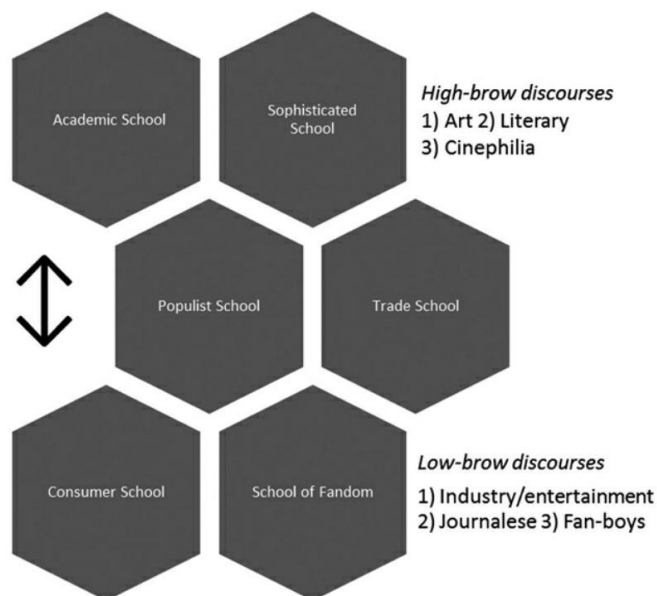 Academic School
Sophisticated
School
High-brow discourses
1) Art 2) Literary
3) Cinephilia
Populist School
Trade School
Consumer School
School of Fandom
Low-brow discourses
1) Industry/entertainment
2) Journalese 3) Fan-boys